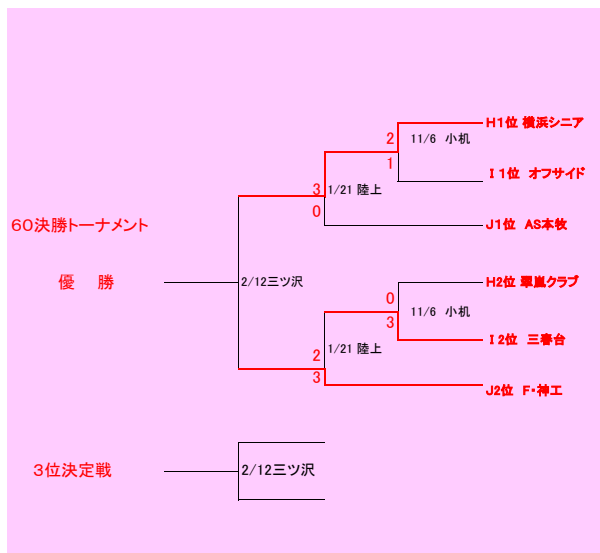 H1位 横浜シニア
2
11/6 小机
1
I1位 オフサイド
3
1/21 陸上
0
J1位 AS本牧
60決勝トーナメント
優 勝
2/12三ツ沢
H2位 翠嵐クラブ
0
11/6 小机
3
I2位 三春台
1/21 陸上
2
3
J2位 F・神工
3位決定戦
2/12三ツ沢